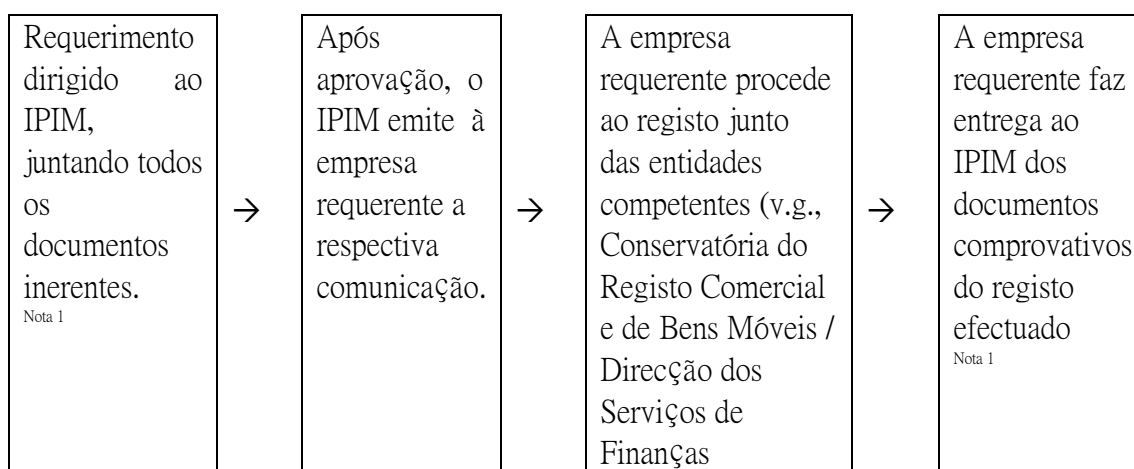 Requerimento
dirigido ao
IPIM,
juntando todos
os
documentos
inerentes.
Nota 1
→
Após
aprovação, o
IPIM emite à
empresa
requerente a
respectiva
comunicação.
→
A empresa
requerente procede
ao registo junto
das entidades
competentes (v.g.,
Conservatória do
Registo Comercial
e de Bens Móveis /
Direcção dos
Serviços de
Finanças
→
A empresa
requerente faz
entrega ao
IPIM dos
documentos
comprovativos
do registo
efectuado
Nota 1